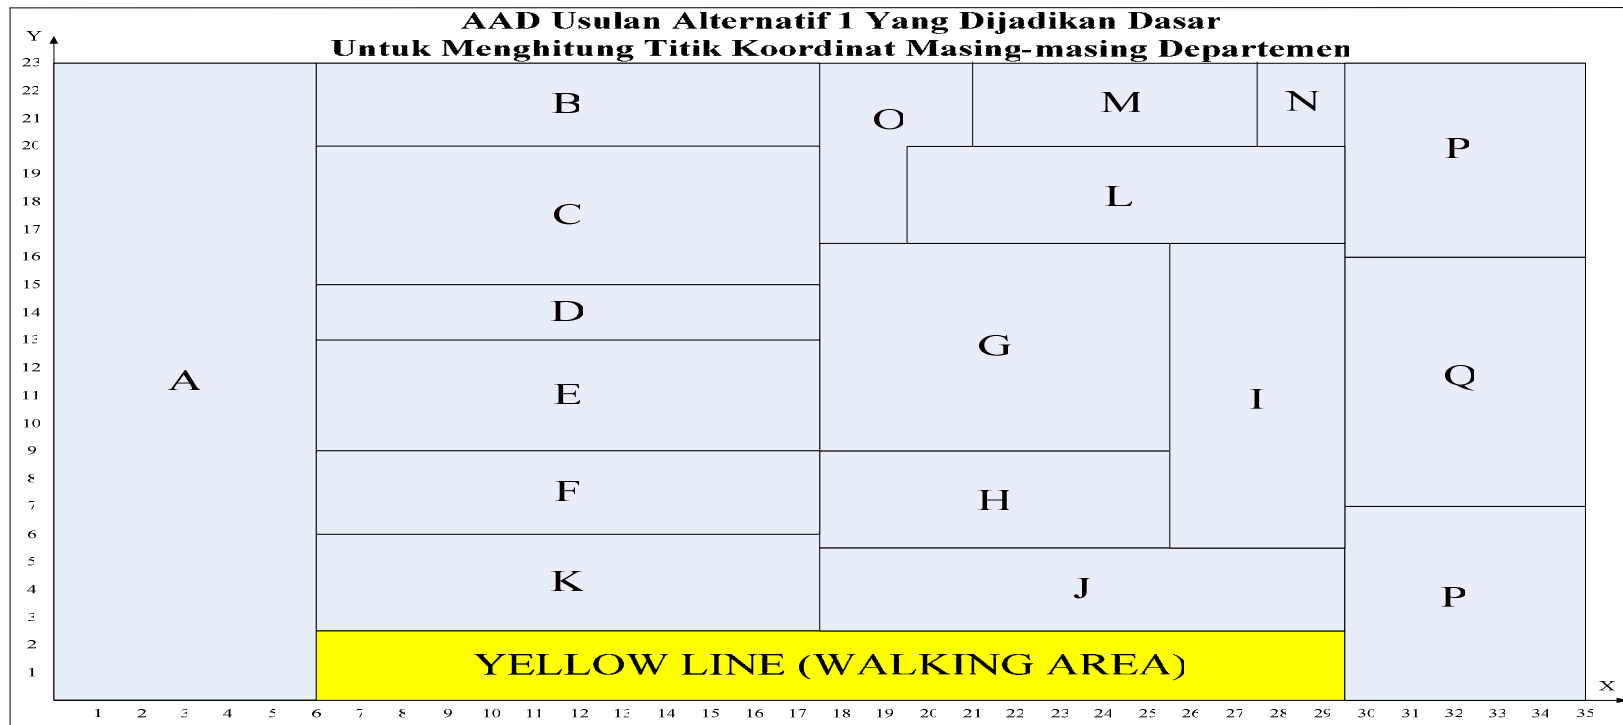 AAD Usulan Alternatif 1 Yang Dijadikan Dasar
Untuk Menghitung Titik Koordinat Masing-masing Departemen
Y
23
22
21
20
19
18
17
16
15
14
13
12
11
10
9
8
7
6
5
4
3
2
1
B
O
M
N
P
C
L
D
G
A
E
I
Q
F
H
K
J
P
YELLOW LINE (WALKING AREA)
X
1 2 3 4 5 6 7 8 9 10 11 12 13 14 15 16 17 18 19 20 21 22 23 24 25 26 27 28 29 30 31 32 33 34 35